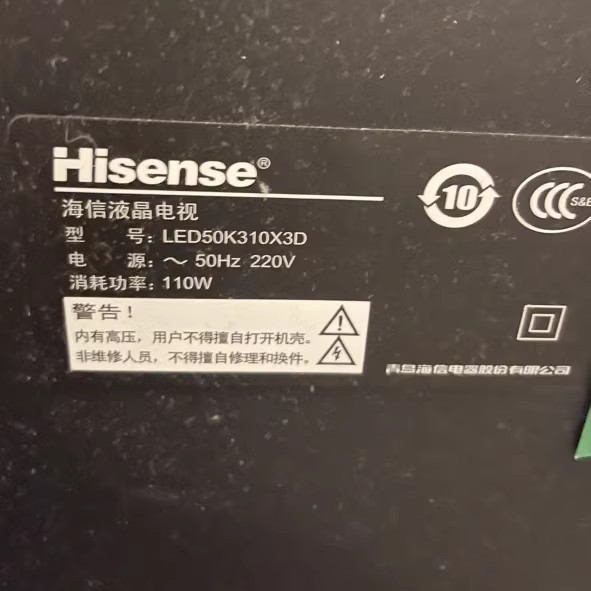 Hisense®
海信液晶电视
型 号: LED50K310X3D
电 源: ～ 50Hz 220V
消耗功率: 110W
警告!
内有高压，用户不得擅自打开机壳。
非维修人员，不得擅自修理和换件。
10
CCC S&E
青岛海信电器股份有限公司